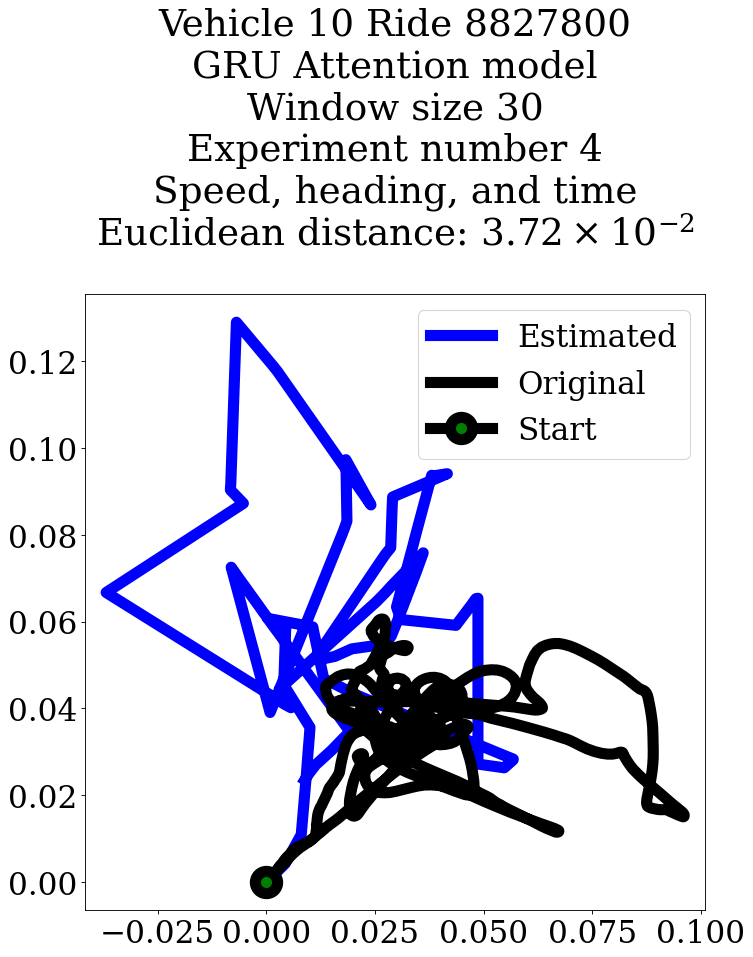 Vehicle 10 Ride 8827800
GRU Attention model
Window size 30
Experiment number 4
Speed, heading, and time
Euclidean distance: 3.72 × 10⁻²
Estimated
Original
Start
0.12
0.10
0.08
0.06
0.04
0.02
0.00
−0.025 0.000 0.025 0.050 0.075 0.100